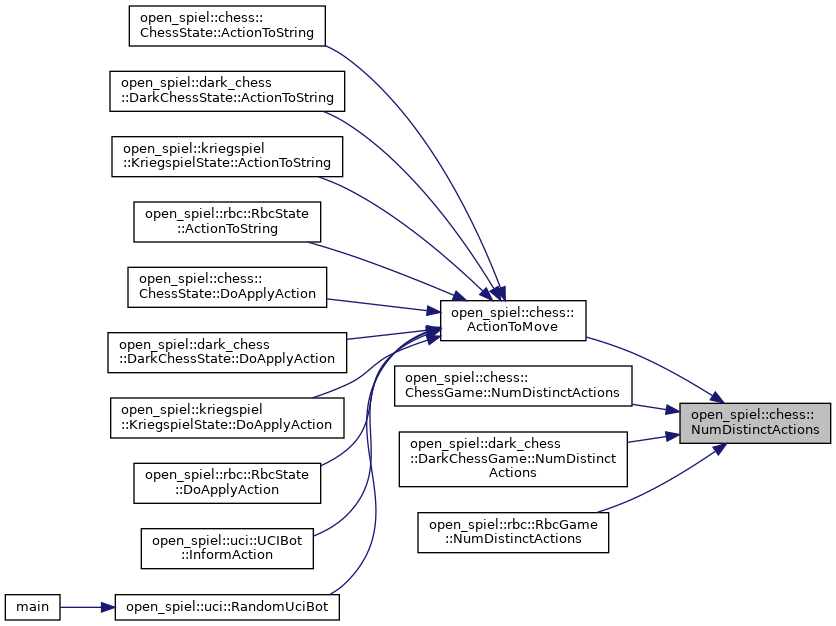 open_spiel::chess::
ChessState::ActionToString
open_spiel::dark_chess
::DarkChessState::ActionToString
open_spiel::kriegspiel
::KriegspielState::ActionToString
open_spiel::rbc::RbcState
::ActionToString
open_spiel::chess::
ChessState::DoApplyAction
open_spiel::dark_chess
::DarkChessState::DoApplyAction
open_spiel::kriegspiel
::KriegspielState::DoApplyAction
open_spiel::rbc::RbcState
::DoApplyAction
open_spiel::uci::UCIBot
::InformAction
main
open_spiel::uci::RandomUciBot
open_spiel::chess::
ActionToMove
open_spiel::chess::
ChessGame::NumDistinctActions
open_spiel::dark_chess
::DarkChessGame::NumDistinct
Actions
open_spiel::rbc::RbcGame
::NumDistinctActions
open_spiel::chess::
NumDistinctActions